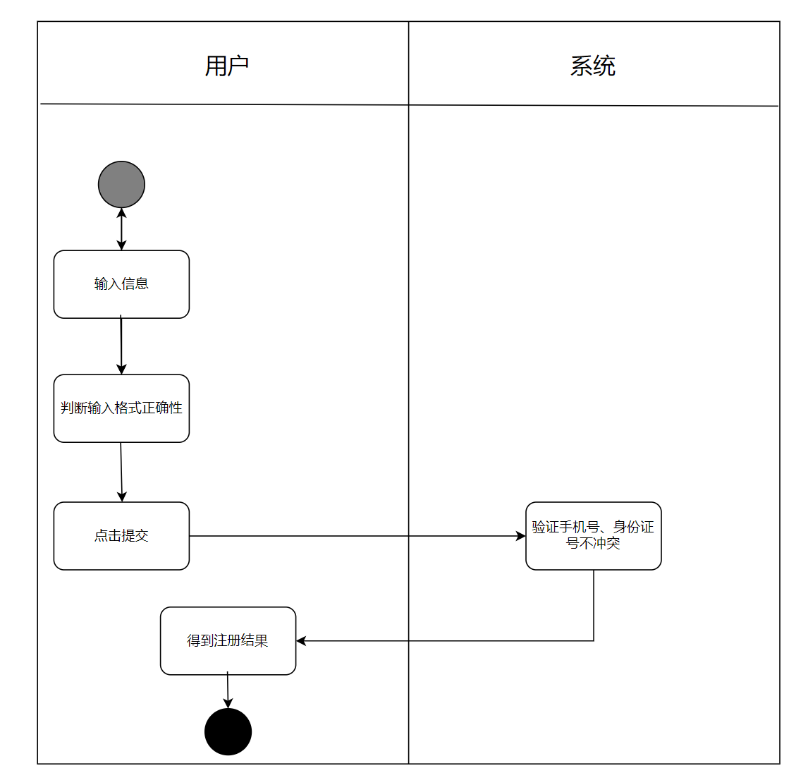 用户
系统
输入信息
判断输入格式正确性
点击提交
验证手机号、身份证
号不冲突
得到注册结果